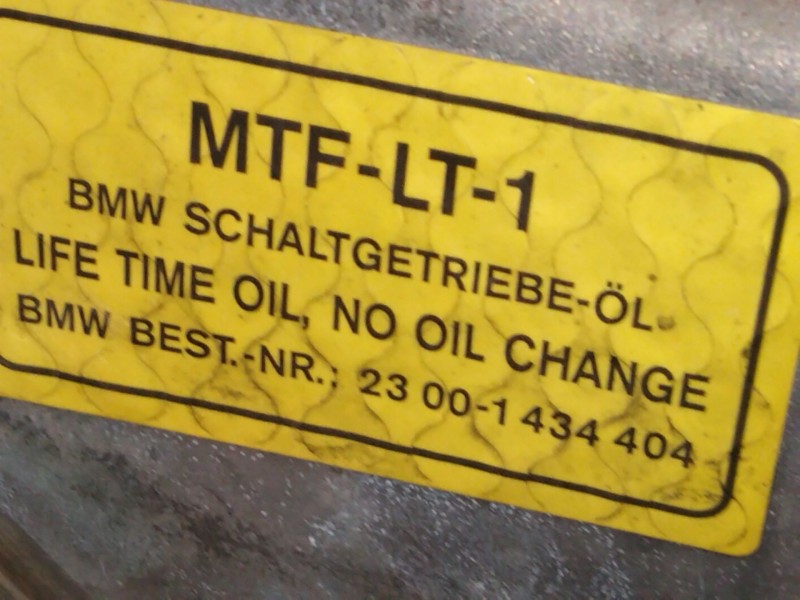 MTF-LT-1
BMW SCHALTGETRIEBE-ÖL
LIFE TIME OIL, NO OIL CHANGE
BMW BEST.-NR.: 23 00-1 434 404